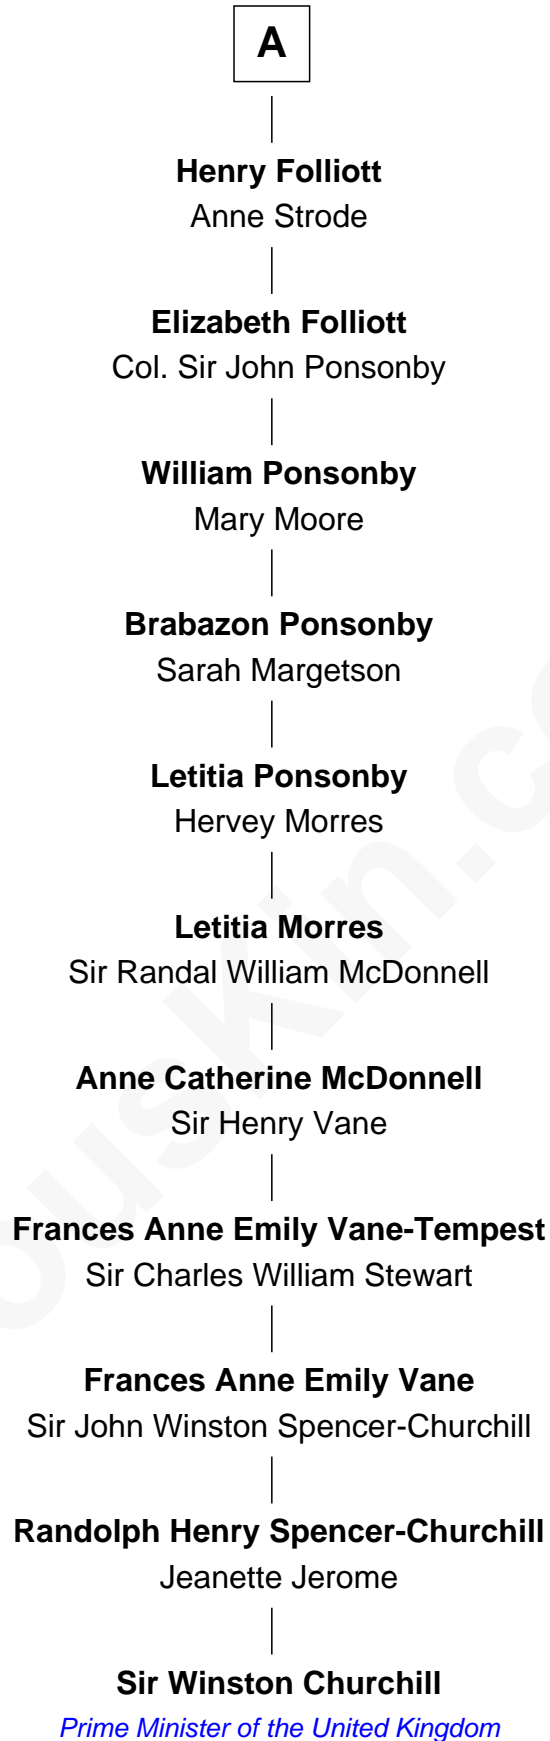 A
Henry Folliott
Anne Strode
Elizabeth Folliott
Col. Sir John Ponsonby
William Ponsonby
Mary Moore
Brabazon Ponsonby
Sarah Margetson
Letitia Ponsonby
Hervey Morres
Letitia Morres
Sir Randal William McDonnell
Anne Catherine McDonnell
Sir Henry Vane
Frances Anne Emily Vane-Tempest
Sir Charles William Stewart
Frances Anne Emily Vane
Sir John Winston Spencer-Churchill
Randolph Henry Spencer-Churchill
Jeanette Jerome
Sir Winston Churchill
Prime Minister of the United Kingdom